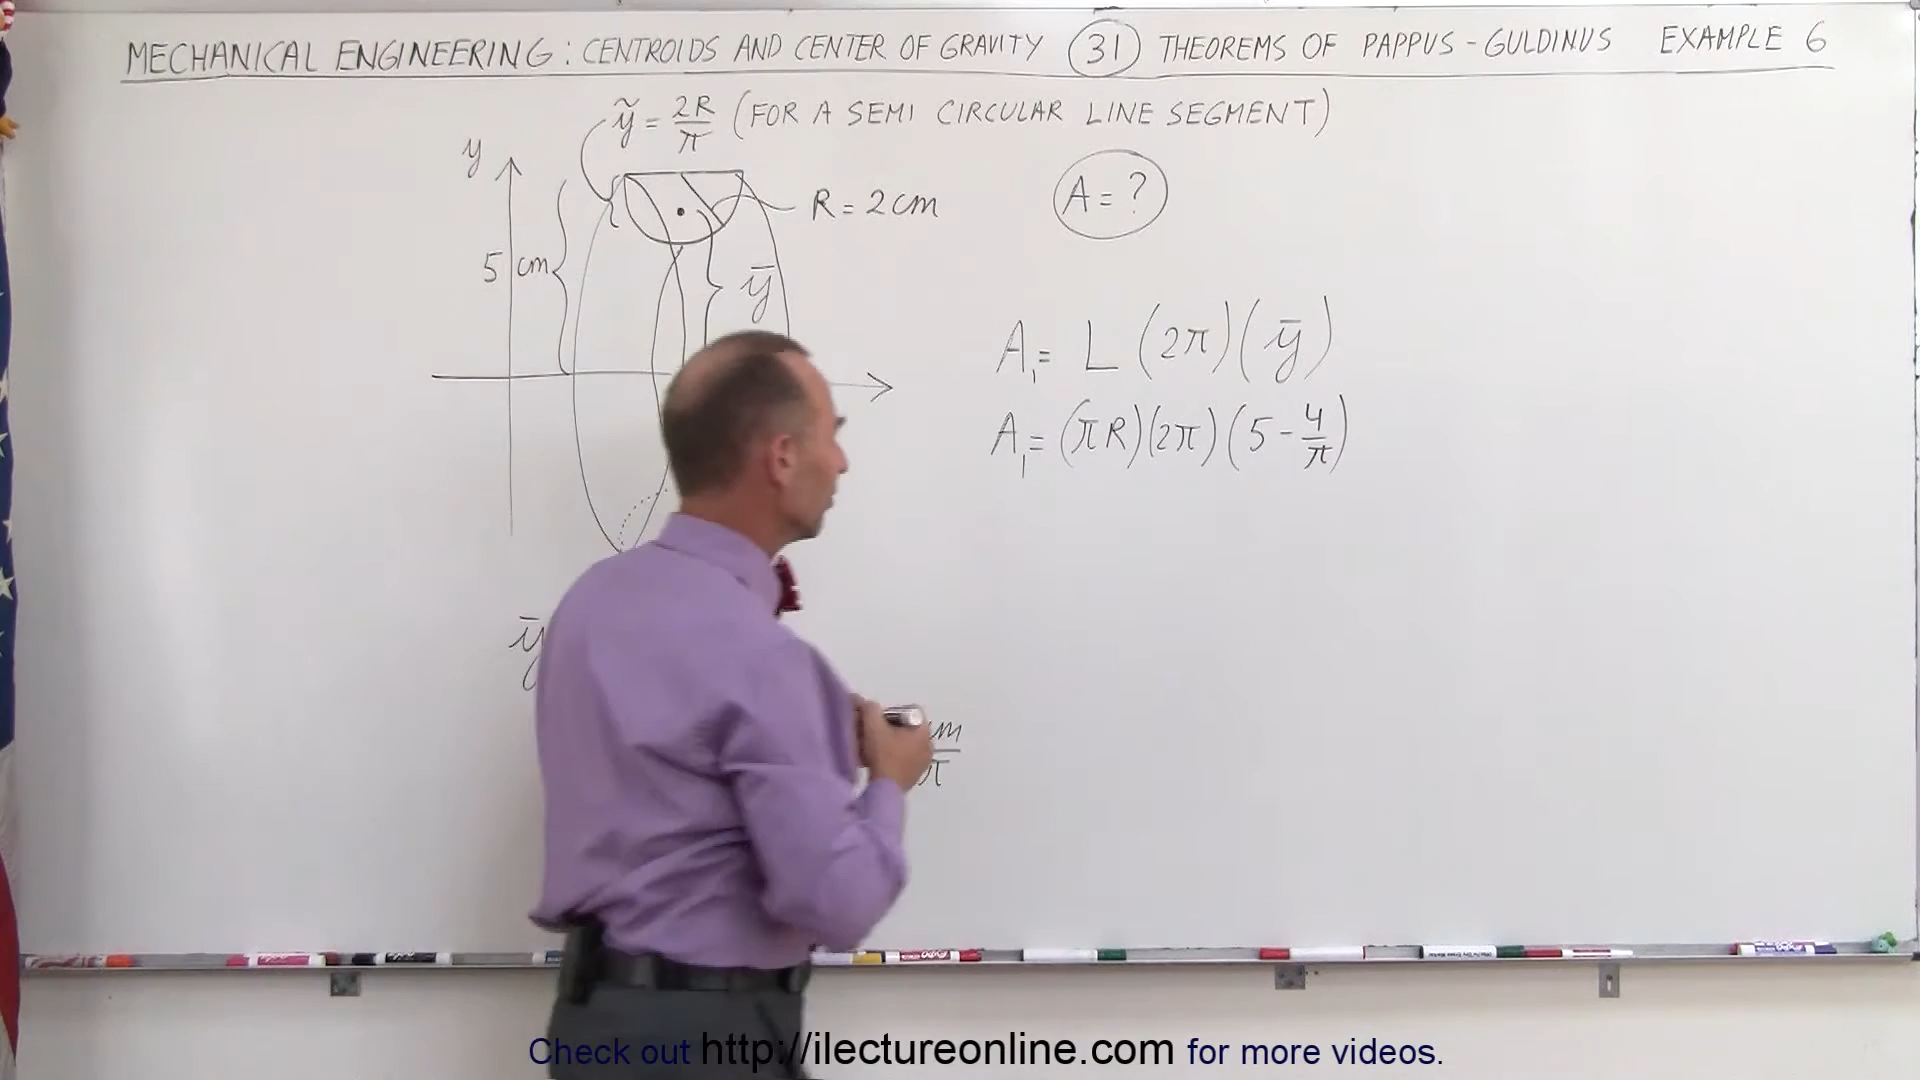 MECHANICAL ENGINEERING : CENTROIDS AND CENTER OF GRAVITY (31) THEOREMS OF PAPPUS - GULDINUS EXAMPLE 6
ỹ = 2R/π (FOR A SEMI CIRCULAR LINE SEGMENT)
y
R = 2 cm
A = ?
5 cm
ȳ
A₁ = L (2π)(ȳ)
A₁ = (πR)(2π)(5 - 4/π)
ȳ
cm/π
Check out http://ilectureonline.com for more videos.